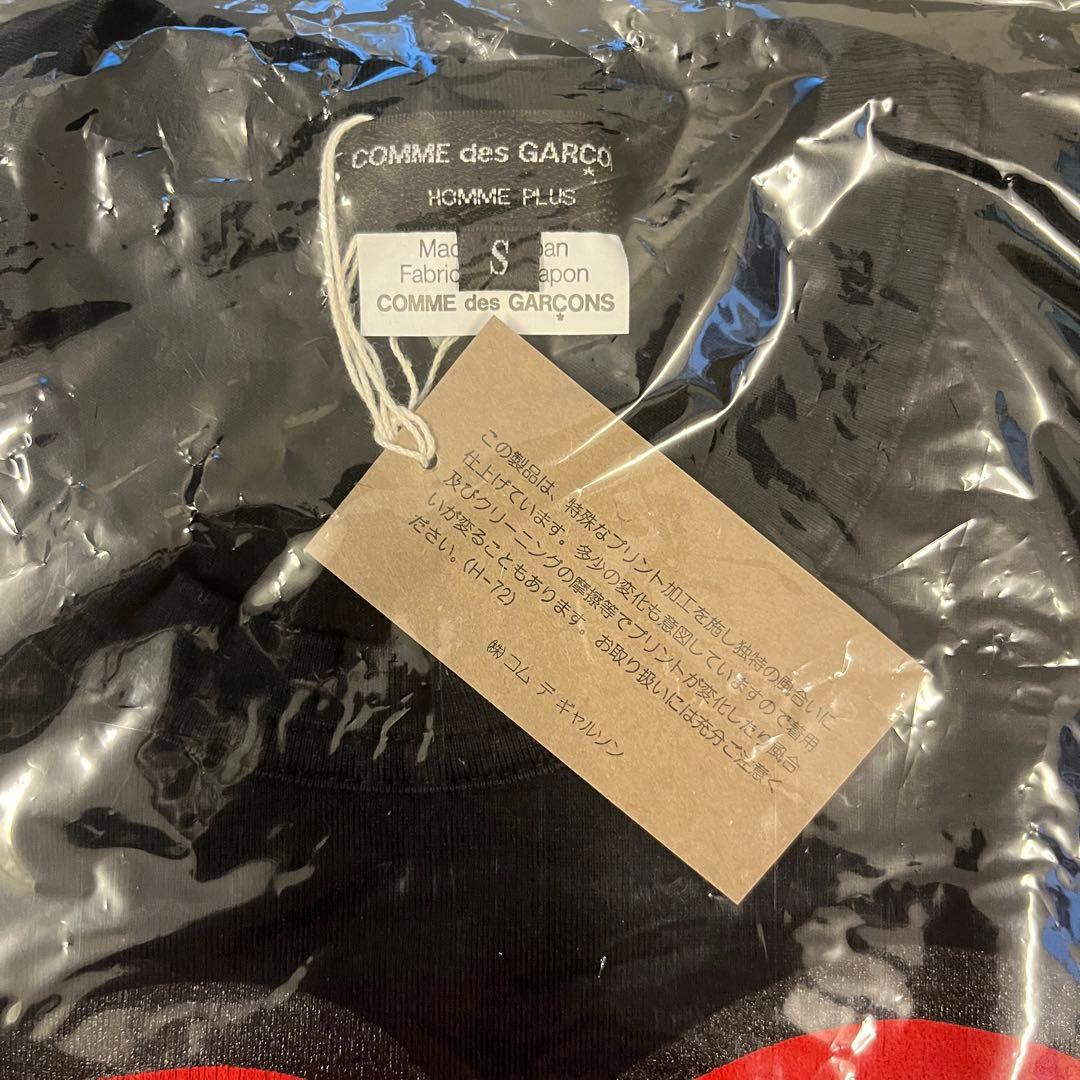 COMME des GARÇO
HOMME PLUS
S
Mad pan
Fabric apon
COMME des GARÇONS
この製品は、特殊なプリント加工を施し独特の風合いに
仕上げています。多少の変化も意図していますので着用
及びクリーニングの摩擦等でプリントが変化したり風合
いが変ることもあります。お取り扱いには充分ご注意く
ださい。(H-72)
㈱コム デ ギャルソン